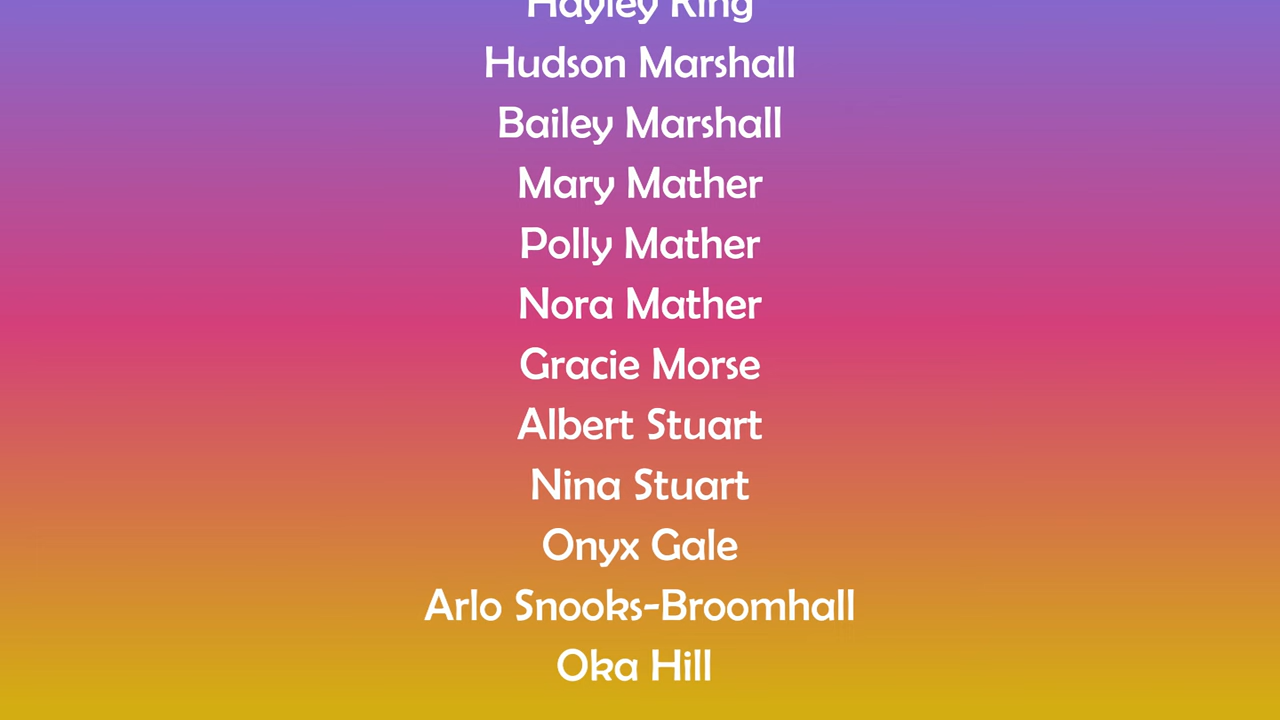 Hayley King
Hudson Marshall
Bailey Marshall
Mary Mather
Polly Mather
Nora Mather
Gracie Morse
Albert Stuart
Nina Stuart
Onyx Gale
Arlo Snooks-Broomhall
Oka Hill